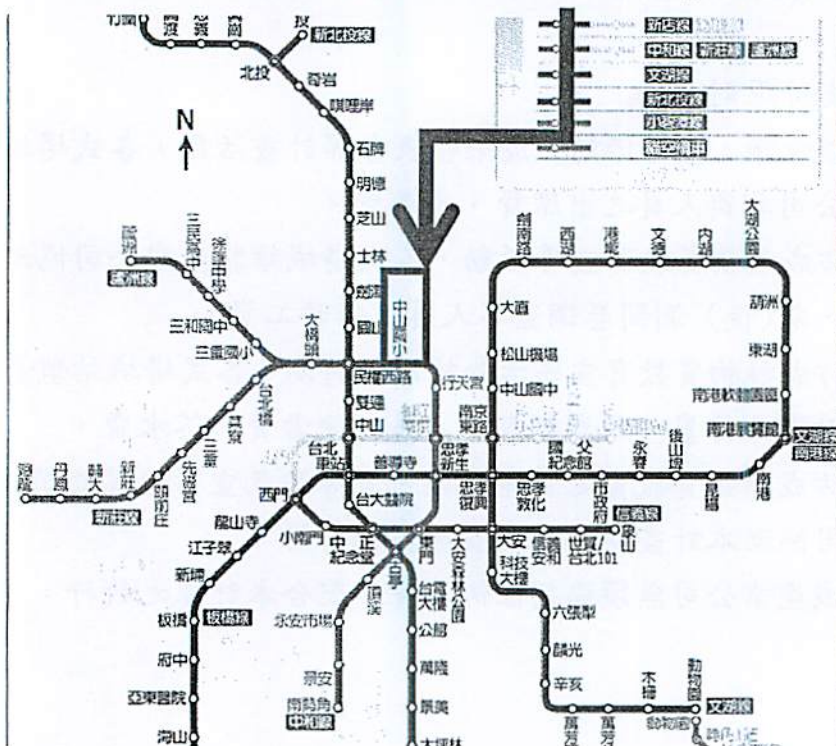 竹圍
北投
新北投線
奇岩
唭哩岸
石牌
明德
芝山
士林
劍潭
圓山
民權西路
雙連
中山
台北
車站
N
新店線
中和線 新莊線 蘆洲線
文湖線
新北投線
小碧潭線
中山國小
劍南路
西湖
港墘
文德
內湖
大湖公園
葫洲
東湖
南港軟體園區
南港展覽館
文湖線
南港線
大直
松山機場
中山國中
行天宮
南京
東路
蘆洲
蘆洲線
三民高中
徐匯中學
三和國中
三重國小
大橋頭
台北橋
菜寮
三重
先嗇宮
頭前庄
新莊
輔大
丹鳳
迴龍
新莊線
善導寺
忠孝
新生
忠孝
復興
忠孝
敦化
國父
紀念館
市政府
永春
後山埤
昆陽
南港
西門
台大醫院
小南門
中正
紀念堂
東門
大安森林公園
大安
信義
安和
世貿/
台北101
象山
信義線
科技
大樓
六張犁
麟光
辛亥
萬芳
萬芳
木柵
動物園
文湖線
龍山寺
江子翠
新埔
板橋
板橋線
府中
亞東醫院
海山
古亭
頂溪
永安市場
景安
南勢角
中和線
台電
大樓
公館
萬隆
景美
大坪林